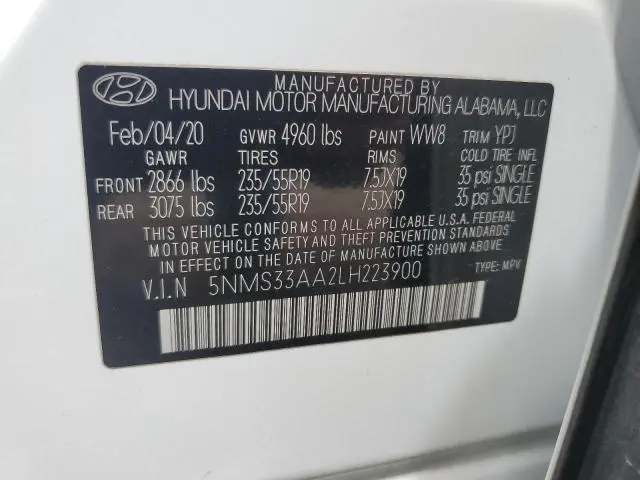 MANUFACTURED BY
HYUNDAI MOTOR MANUFACTURING ALABAMA, LLC
Feb/04/20 GVWR 4960 lbs PAINT WW8 TRIM YPJ
GAWR TIRES RIMS COLD TIRE INFL
FRONT 2866 lbs 235/55R19 7.5JX19 35 psi SINGLE
REAR 3075 lbs 235/55R19 7.5JX19 35 psi SINGLE
THIS VEHICLE CONFORMS TO ALL APPLICABLE U.S.A. FEDERAL
MOTOR VEHICLE SAFETY AND THEFT PREVENTION STANDARDS
IN EFFECT ON THE DATE OF MANUFACTURE SHOWN ABOVE.
V.I.N 5NMS33AA2LH223900 TYPE: MPV